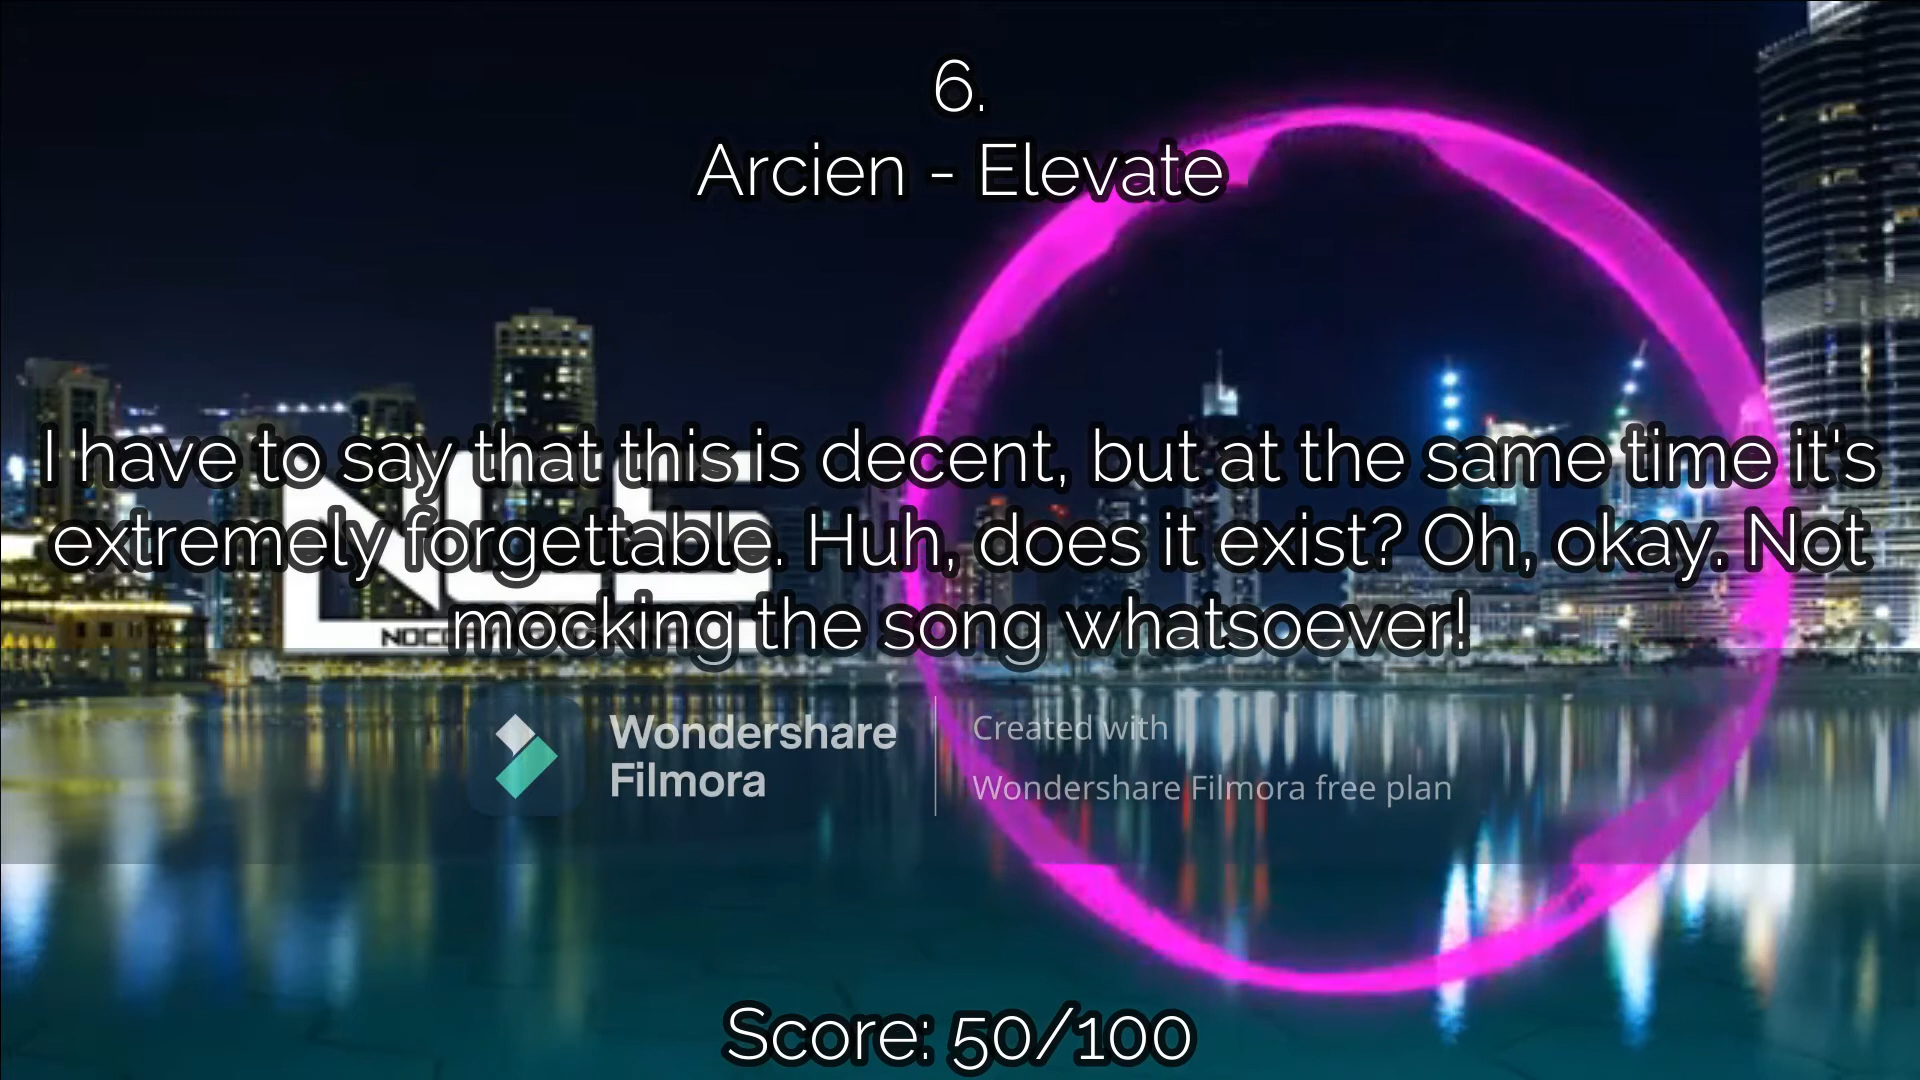 6.
Arcien - Elevate
I have to say that this is decent, but at the same time it's
extremely forgettable. Huh, does it exist? Oh, okay. Not
NCS
mocking the song whatsoever!
Wondershare
Filmora
Created with
Wondershare Filmora free plan
Score: 50/100